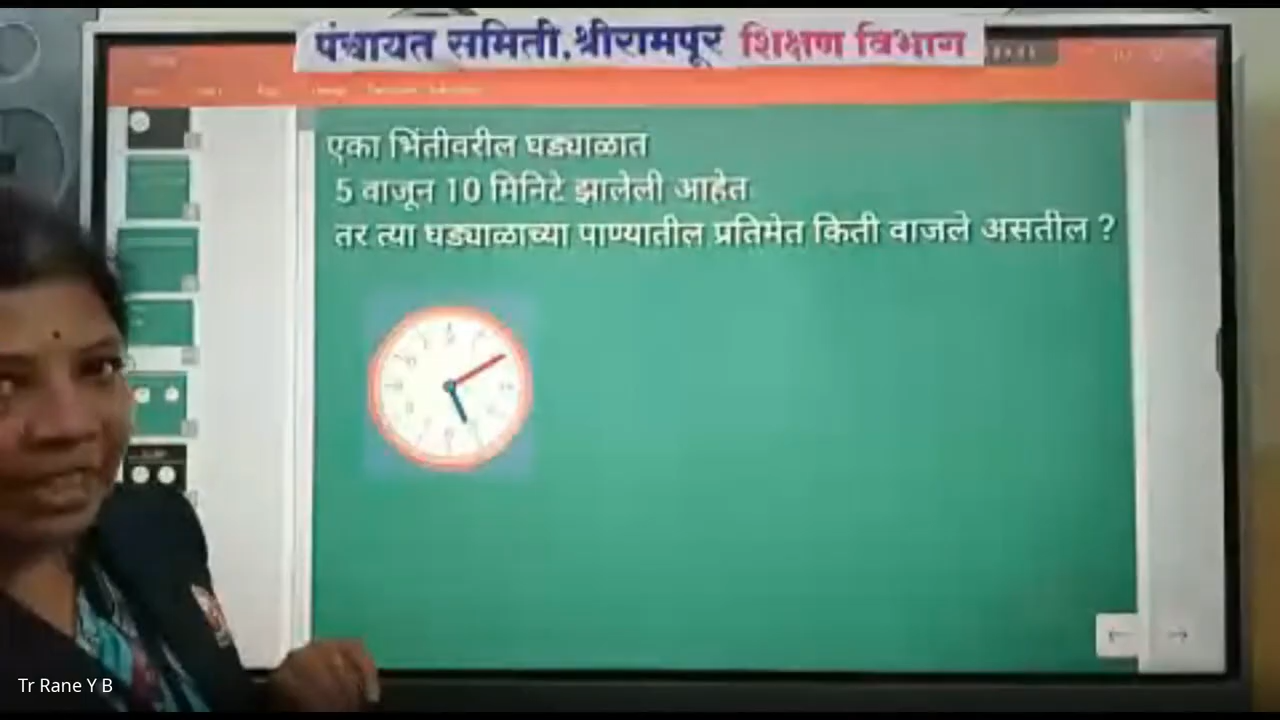 पंचायत समिती.श्रीरामपूर शिक्षण विभाग
एका भिंतीवरील घड्याळात
5 वाजून 10 मिनिटे झालेली आहेत
तर त्या घड्याळाच्या पाण्यातील प्रतिमेत किती वाजले असतील ?
Tr Rane Y B